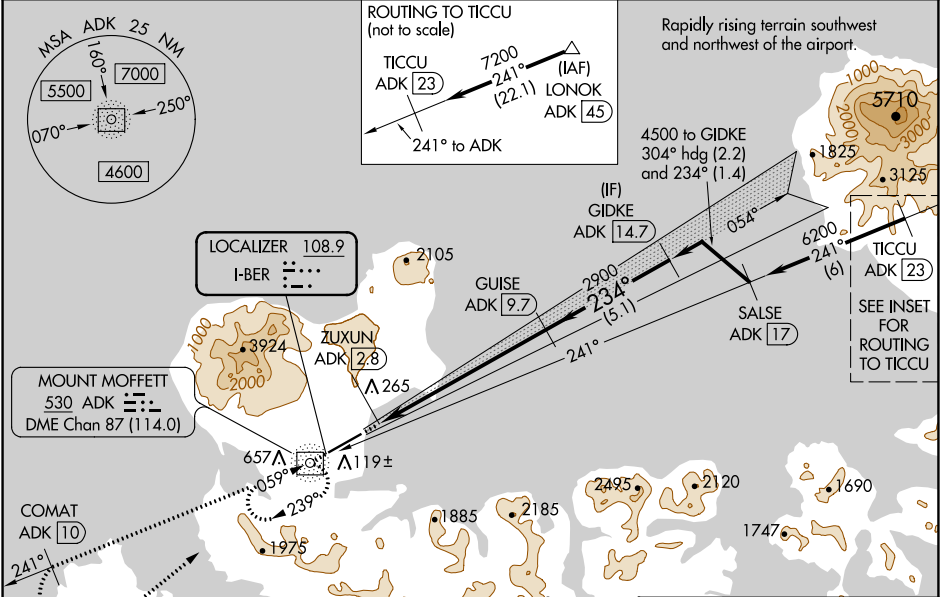 MSA ADK 25 NM
160°
7000
5500
250°
070°
4600
ROUTING TO TICCU
(not to scale)
TICCU
ADK 23
7200
241°
(22.1)
(IAF)
LONOK
ADK 45
241° to ADK
Rapidly rising terrain southwest
and northwest of the airport.
1000
5710
2000
3000
1825
3125
4500 to GIDKE
304° hdg (2.2)
and 234° (1.4)
(IF)
GIDKE
ADK 14.7
054°
6200
241°
(6)
TICCU
ADK 23
SEE INSET
FOR
ROUTING
TO TICCU
SALSE
ADK 17
LOCALIZER 108.9
I-BER
2105
GUISE
ADK 9.7
2900
234°
(5.1)
241°
1000
3924
2000
ZUXUN
ADK 2.8
265
MOUNT MOFFETT
530 ADK
DME Chan 87 (114.0)
657
119±
059°
239°
COMAT
ADK 10
241°
1975
1885
2185
2495
2120
1690
1747